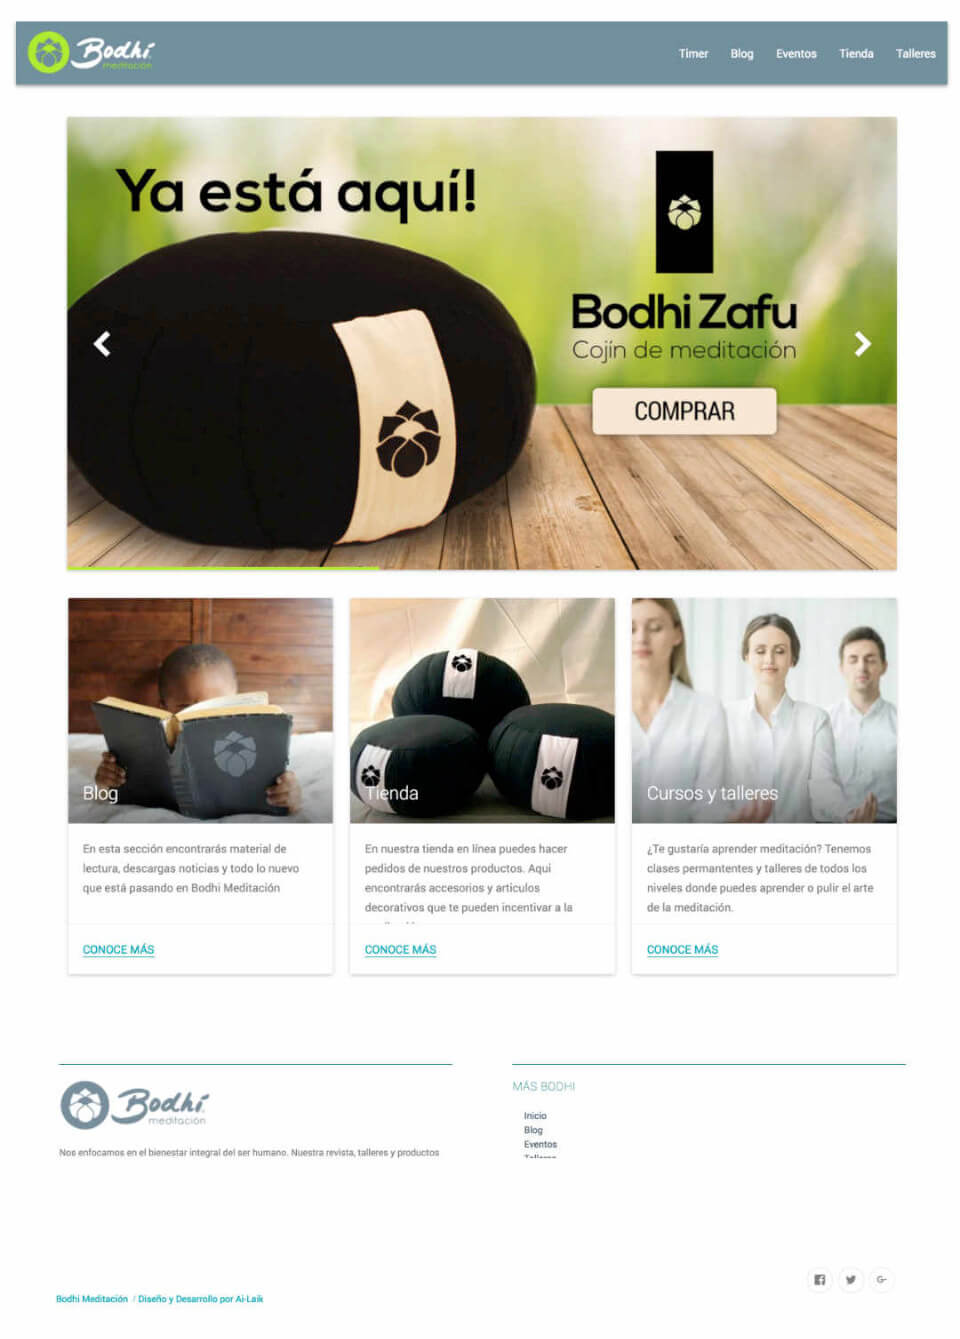 Bodhi
meditación
Timer
Blog
Eventos
Tienda
Talleres
Ya está aquí!
Bodhi Zafu
Cojín de meditación
COMPRAR
Blog
En esta sección encontrarás material de
lectura, descargas noticias y todo lo nuevo
que está pasando en Bodhi Meditación
CONOCE MÁS
Tienda
En nuestra tienda en línea puedes hacer
pedidos de nuestros productos. Aquí
encontrarás accesorios y articulos
decorativos que te pueden incentivar a la
CONOCE MÁS
Cursos y talleres
¿Te gustaría aprender meditación? Tenemos
clases permantentes y talleres de todos los
niveles donde puedes aprender o pulir el arte
de la meditación.
CONOCE MÁS
Bodhi
meditación
Nos enfocamos en el bienestar integral del ser humano. Nuestra revista, talleres y productos
MÁS BODHI
Inicio
Blog
Eventos
Bodhi Meditación / Diseño y Desarrollo por Ai-Laik